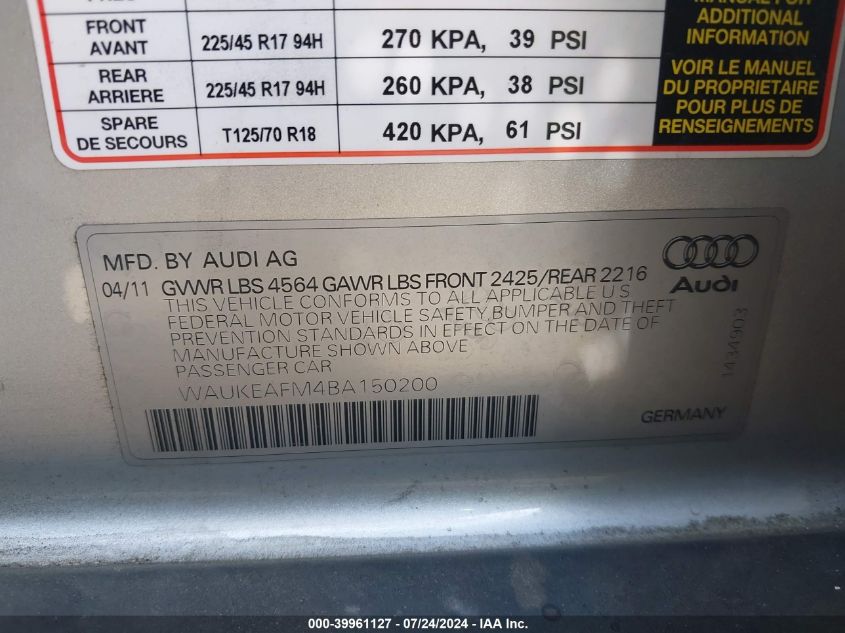 MANUAL FOR
ADDITIONAL
INFORMATION
FRONT
AVANT
225/45 R17 94H
270 KPA, 39 PSI
REAR
ARRIERE
225/45 R17 94H
260 KPA, 38 PSI
SPARE
DE SECOURS
T125/70 R18
420 KPA, 61 PSI
VOIR LE MANUEL
DU PROPRIETAIRE
POUR PLUS DE
RENSEIGNEMENTS
MFD. BY AUDI AG
04/11 GVWR LBS 4564 GAWR LBS FRONT 2425/REAR 2216
THIS VEHICLE CONFORMS TO ALL APPLICABLE U S
FEDERAL MOTOR VEHICLE SAFETY,BUMPER AND THEFT
PREVENTION STANDARDS IN EFFECT ON THE DATE OF
MANUFACTURE SHOWN ABOVE
PASSENGER CAR
WAUKEAFM4BA150200
Audi
1434903
GERMANY
000-39961127 / 07/24/2024 - IAA Inc.